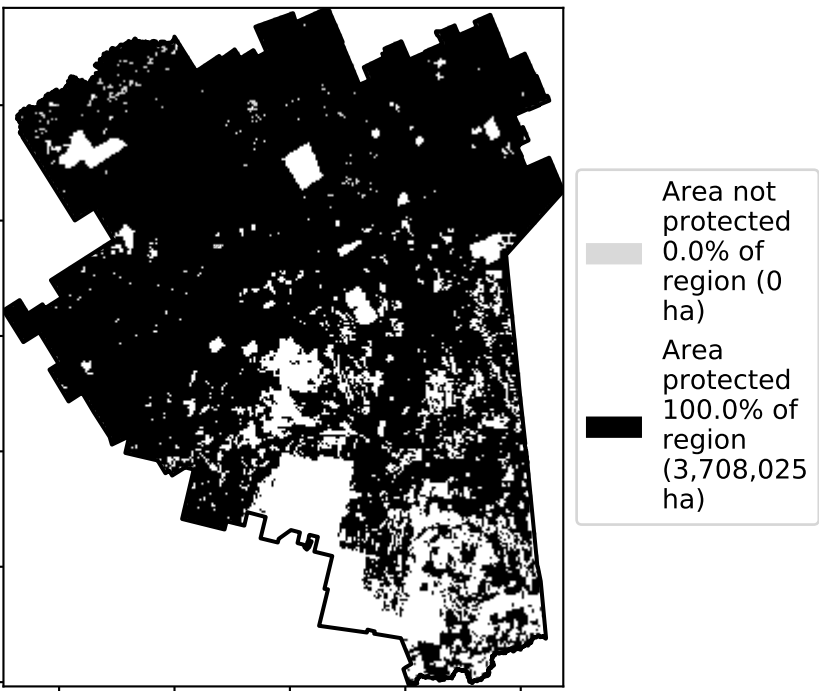 Area not
protected
0.0% of
region (0
ha)
Area
protected
100.0% of
region
(3,708,025
ha)